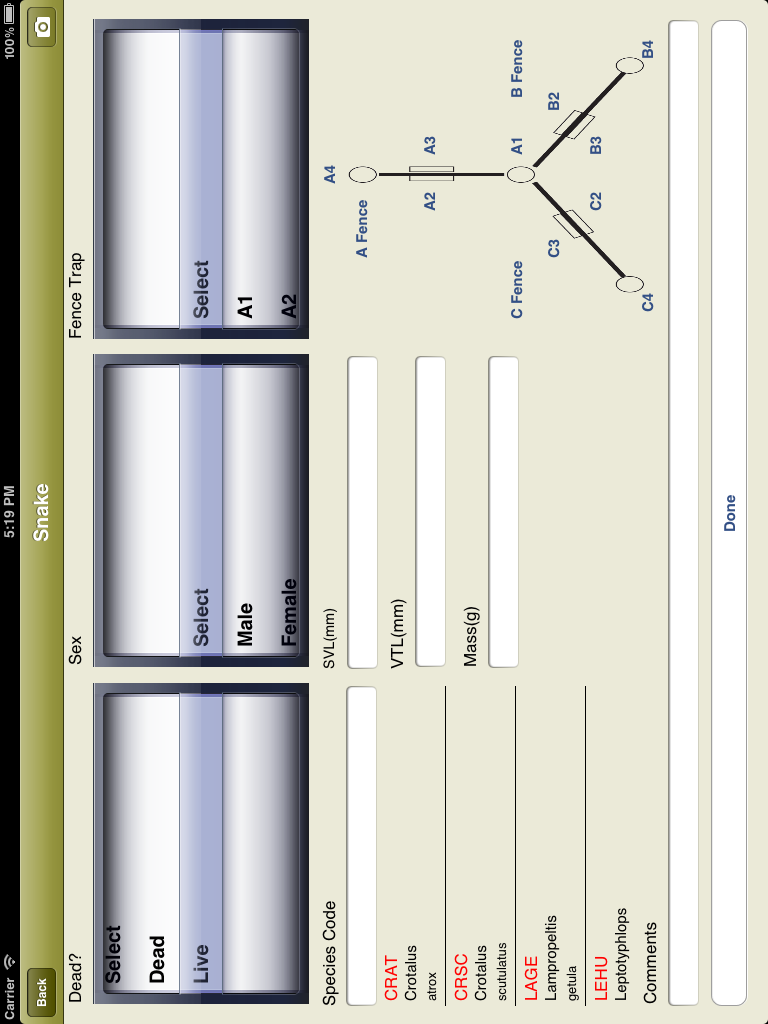 Carrier 5:19 PM 100%
Back Snake
Dead? Sex Fence Trap
Select
Dead
Live
Select
Male
Female
Select
A1
A2
Species Code
CRAT
Crotalus
atrox
CRSC
Crotalus
scutulatus
LAGE
Lampropeltis
getula
LEHU
Leptotyphlops
SVL(mm)
VTL(mm)
Mass(g)
A4
A Fence
A2 A3
C Fence A1 B Fence
C3 B2
C2 B3
C4 B4
Comments
Done